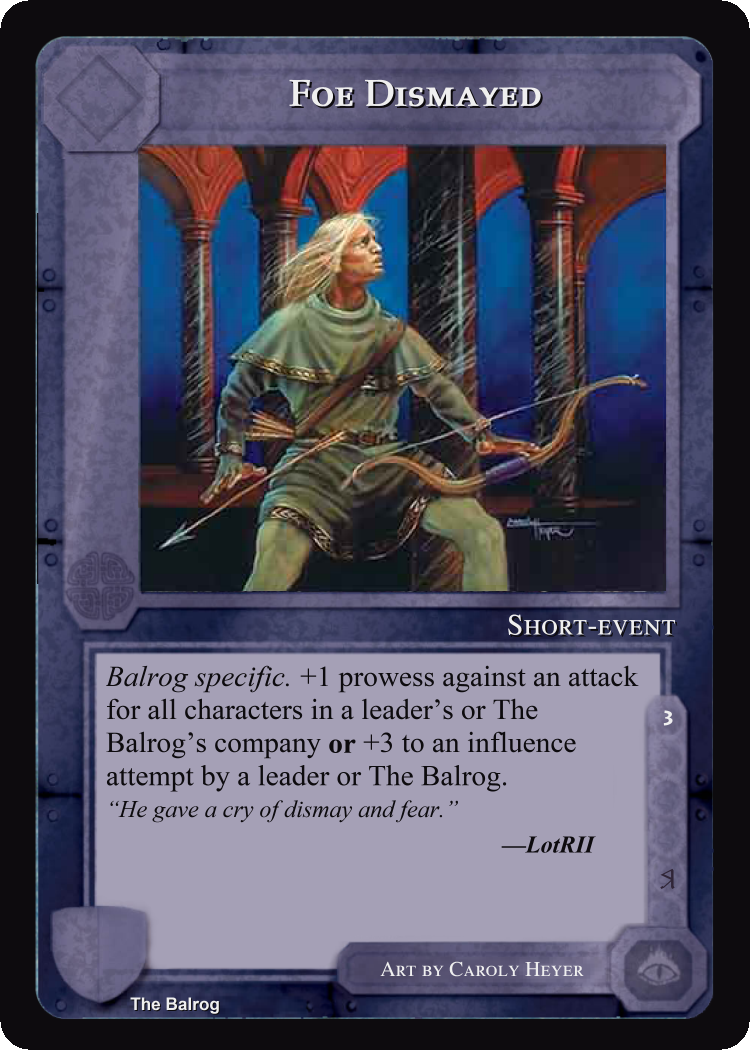 Foe Dismayed
Short-event
Balrog specific. +1 prowess against an attack
for all characters in a leader's or The
Balrog's company or +3 to an influence
attempt by a leader or The Balrog.
“He gave a cry of dismay and fear.”
—LotRII
3
Art by Caroly Heyer
The Balrog